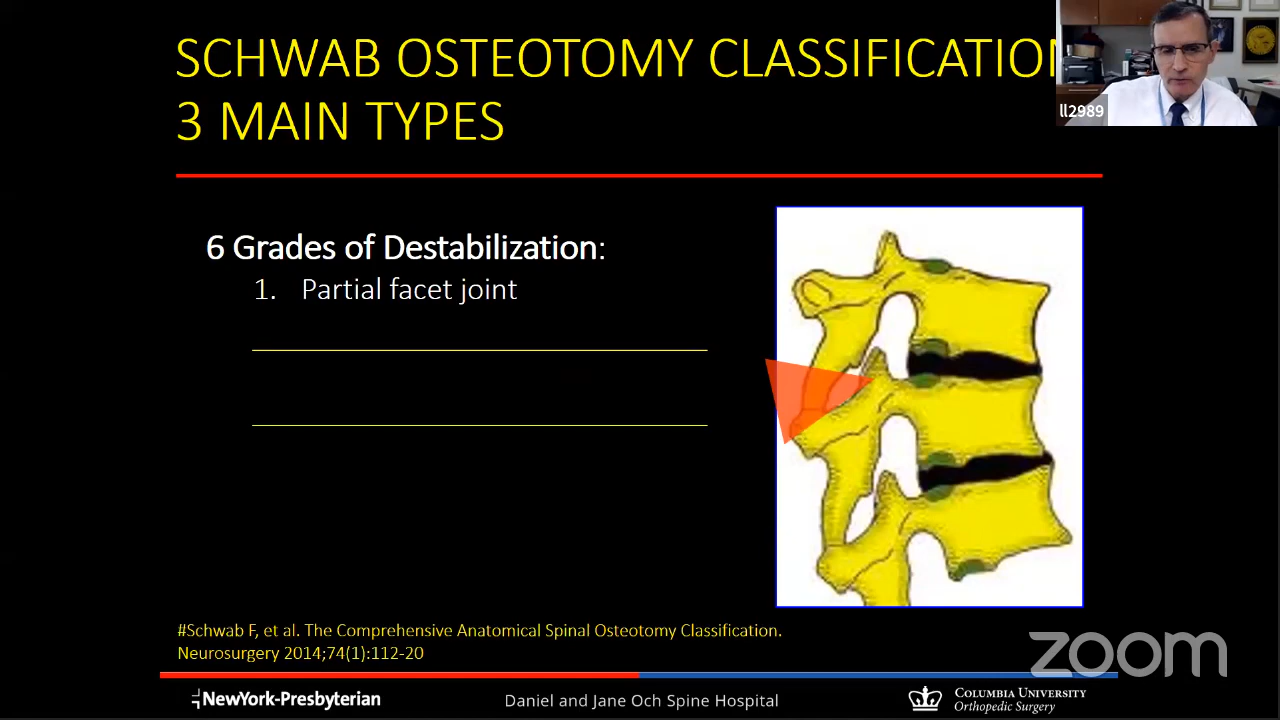 SCHWAB OSTEOTOMY CLASSIFICATION
3 MAIN TYPES
ll2989
6 Grades of Destabilization:
1. Partial facet joint
#Schwab F, et al. The Comprehensive Anatomical Spinal Osteotomy Classification.
Neurosurgery 2014;74(1):112-20
zoom
NewYork-Presbyterian
Daniel and Jane Och Spine Hospital
COLUMBIA UNIVERSITY
Orthopedic Surgery